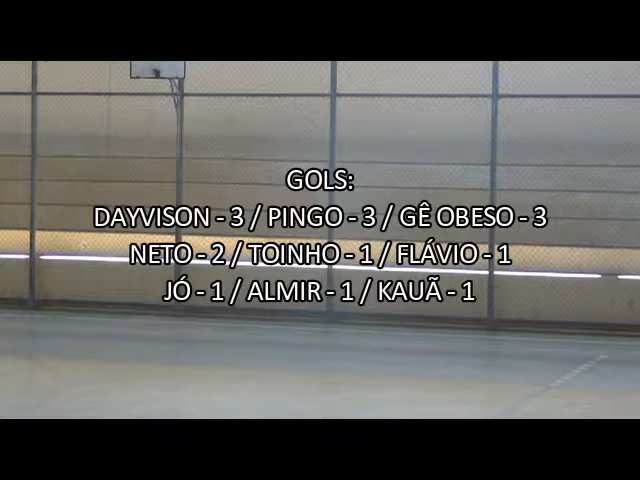 GOLS:
DAYVISON - 3 / PINGO - 3 / GÊ OBESO - 3
NETO - 2 / TOINHO - 1 / FLÁVIO - 1
JÓ - 1 / ALMIR - 1 / KAUÃ - 1